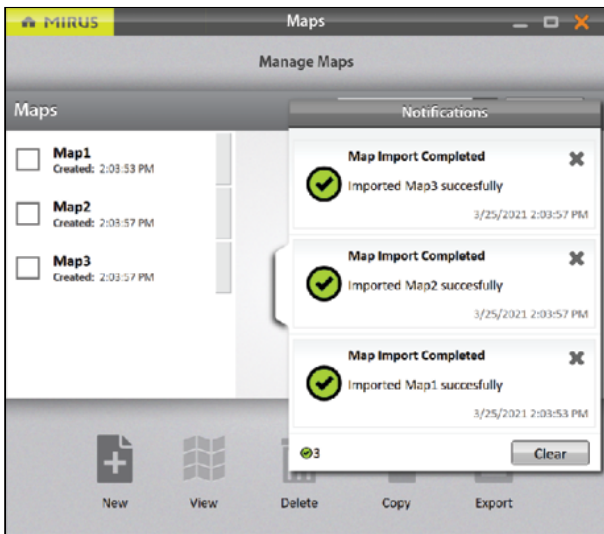 MIRUS
Maps
Manage Maps
Maps
Map1
Created: 2:03:53 PM
Map2
Created: 2:03:57 PM
Map3
Created: 2:03:57 PM
Notifications
Map Import Completed
Imported Map3 succesfully
3/25/2021 2:03:57 PM
Map Import Completed
Imported Map2 succesfully
3/25/2021 2:03:57 PM
Map Import Completed
Imported Map1 succesfully
3/25/2021 2:03:53 PM
3
Clear
New
View
Delete
Copy
Export